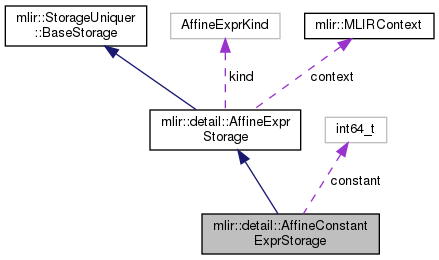 mlir::StorageUniquer
::BaseStorage
AffineExprKind
mlir::MLIRContext
kind
context
mlir::detail::AffineExpr
Storage
int64_t
constant
mlir::detail::AffineConstant
ExprStorage